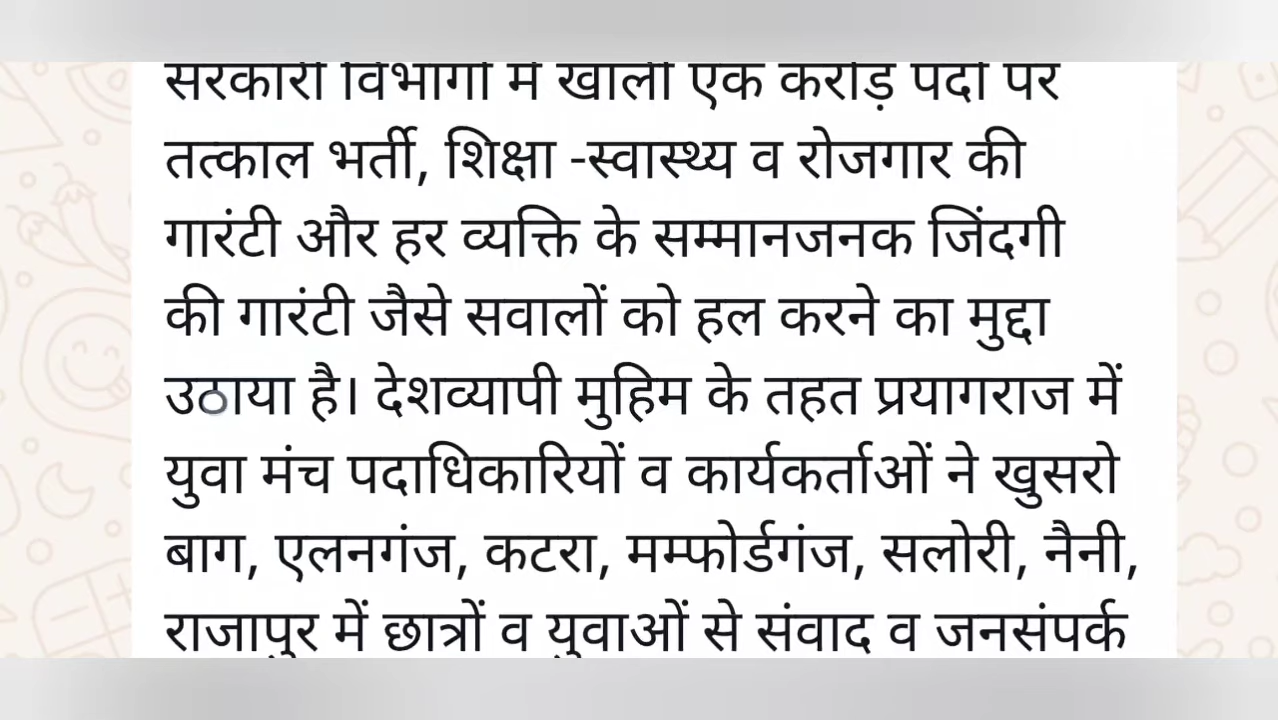 सरकारी विभागों में खाली एक करोड़ पदों पर
तत्काल भर्ती, शिक्षा -स्वास्थ्य व रोजगार की
गारंटी और हर व्यक्ति के सम्मानजनक जिंदगी
की गारंटी जैसे सवालों को हल करने का मुद्दा
उठाया है। देशव्यापी मुहिम के तहत प्रयागराज में
युवा मंच पदाधिकारियों व कार्यकर्ताओं ने खुसरो
बाग, एलनगंज, कटरा, मम्फोर्डगंज, सलोरी, नैनी,
राजापुर में छात्रों व युवाओं से संवाद व जनसंपर्क